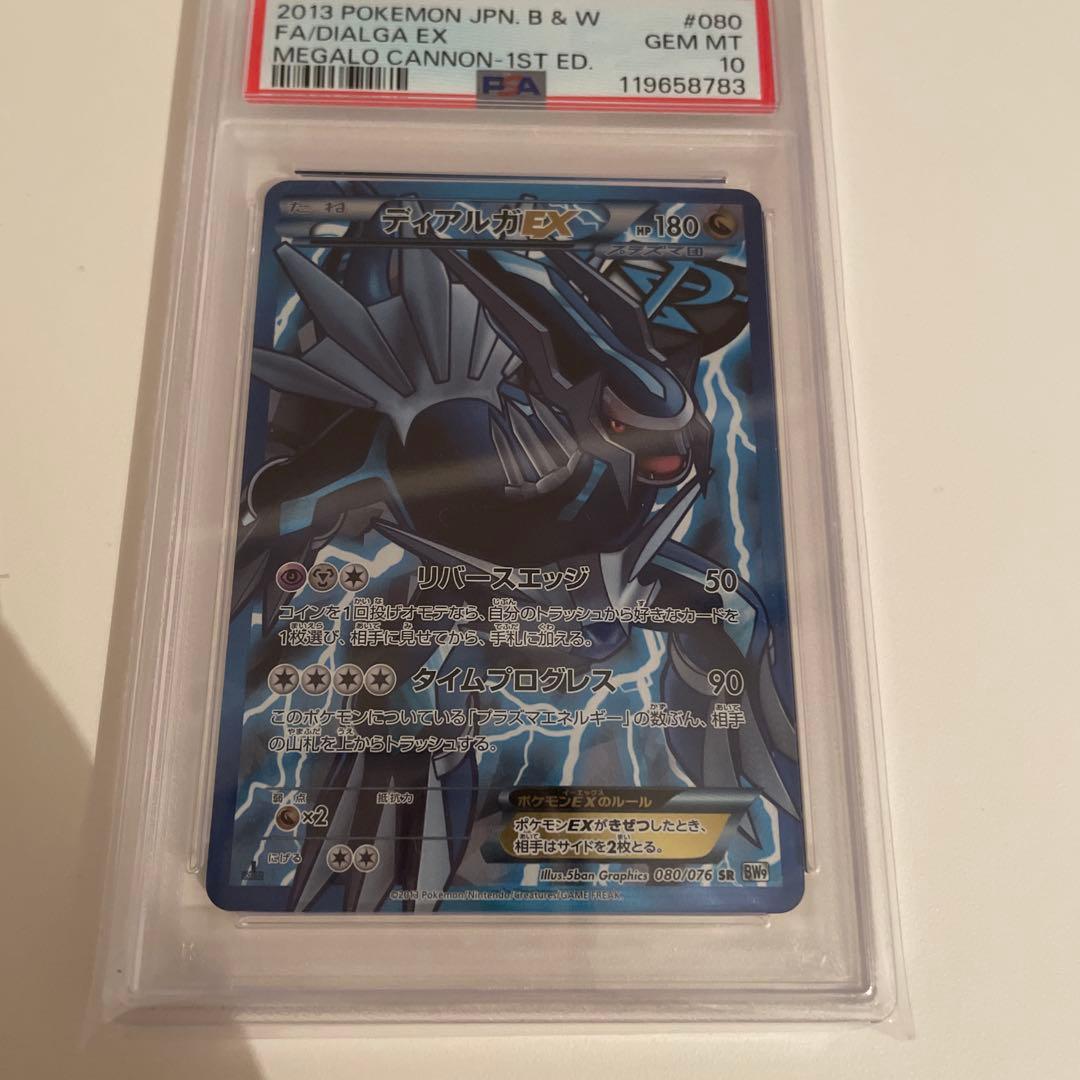 2013 POKEMON JPN. B & W #080
FA/DIALGA EX GEM MT
MEGALO CANNON-1ST ED. 10
PSA 119658783
たね ディアルガEX HP180
プラズマ団
リバースエッジ 50
コインを1回投げオモテなら、自分のトラッシュから好きなカードを
1枚選び、相手に見せてから、手札に加える。
タイムプログレス 90
このポケモンについている「プラズマエネルギー」の数ぶん、相手
の山札を上からトラッシュする。
弱点 抵抗力
×2
にげる
ポケモンEXのルール
ポケモンEXがきぜつしたとき、
相手はサイドを2枚とる。
illus.5ban Graphics 080/076 SR BW9
©2013 Pokémon/Nintendo/Creatures/GAME FREAK.